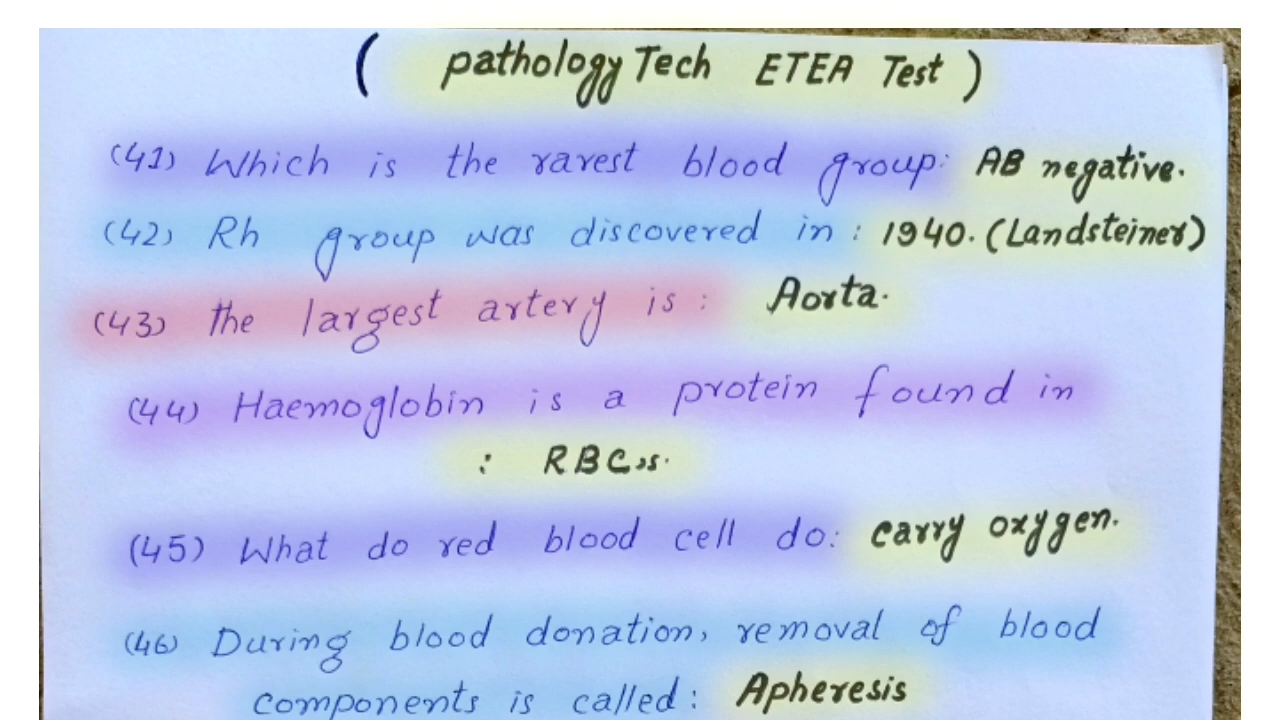 ( pathology Tech ETEA Test )
(41) Which is the rarest blood group: AB negative.
(42) Rh group was discovered in : 1940. (Landsteiner)
(43) the largest artery is : Aorta.
(44) Haemoglobin is a protein found in
: RBC,s.
(45) What do red blood cell do: carry oxygen.
(46) During blood donation, removal of blood
components is called : Apheresis